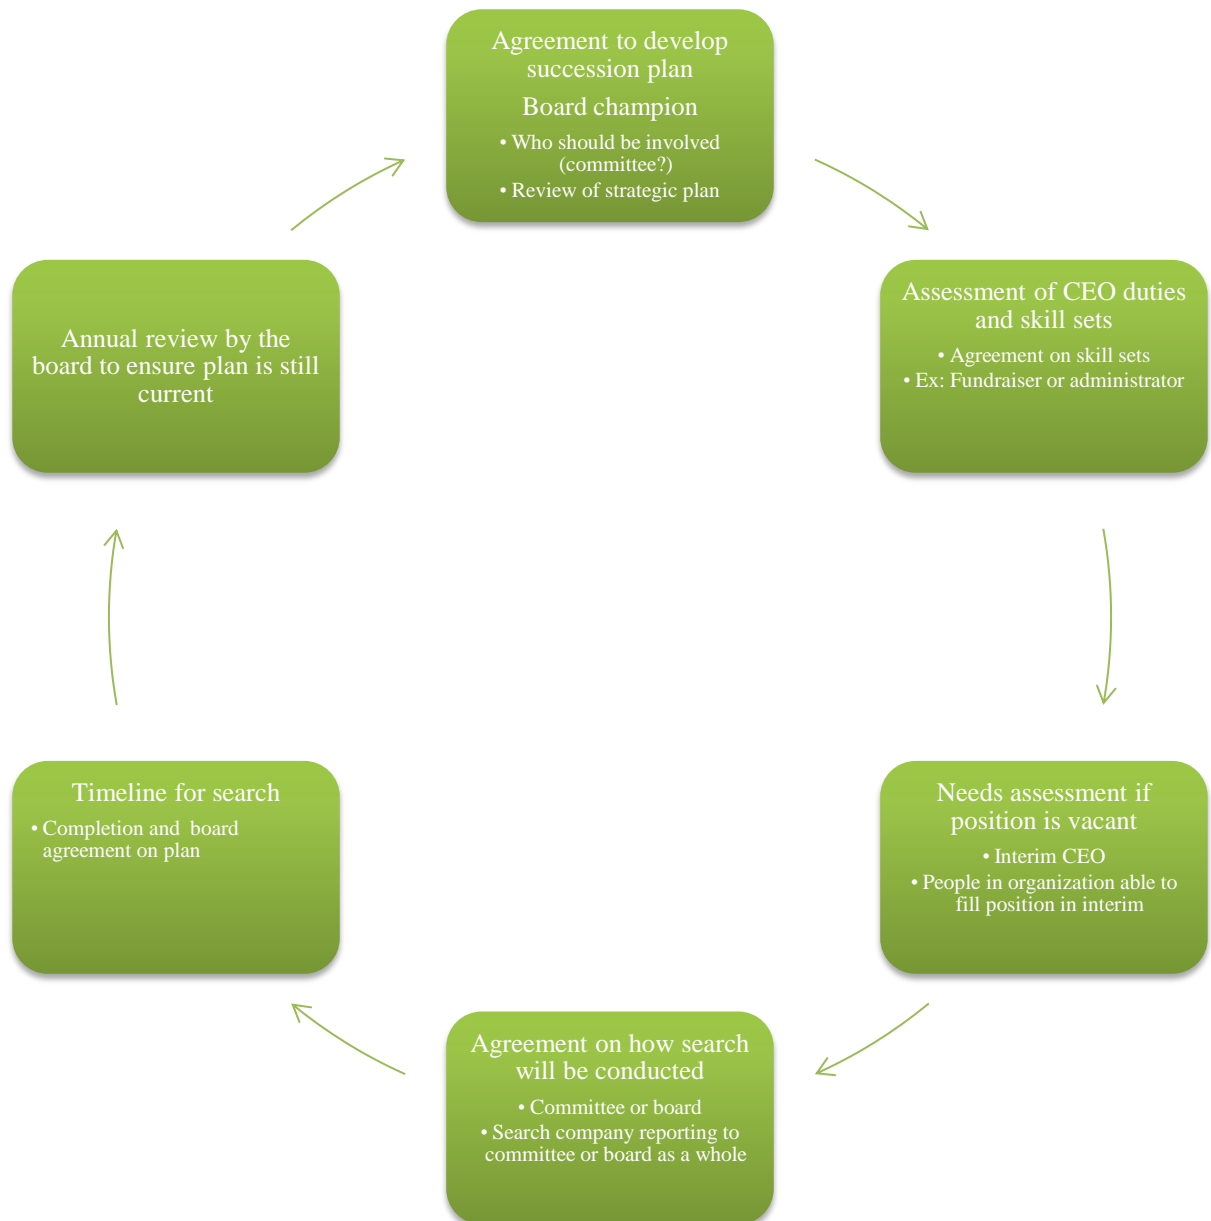 Agreement to develop
succession plan
Board champion
• Who should be involved
(committee?)
• Review of strategic plan
Assessment of CEO duties
and skill sets
• Agreement on skill sets
• Ex: Fundraiser or administrator
Needs assessment if
position is vacant
• Interim CEO
• People in organization able to
fill position in interim
Agreement on how search
will be conducted
• Committee or board
• Search company reporting to
committee or board as a whole
Timeline for search
• Completion and  board
agreement on plan
Annual review by the
board to ensure plan is still
current